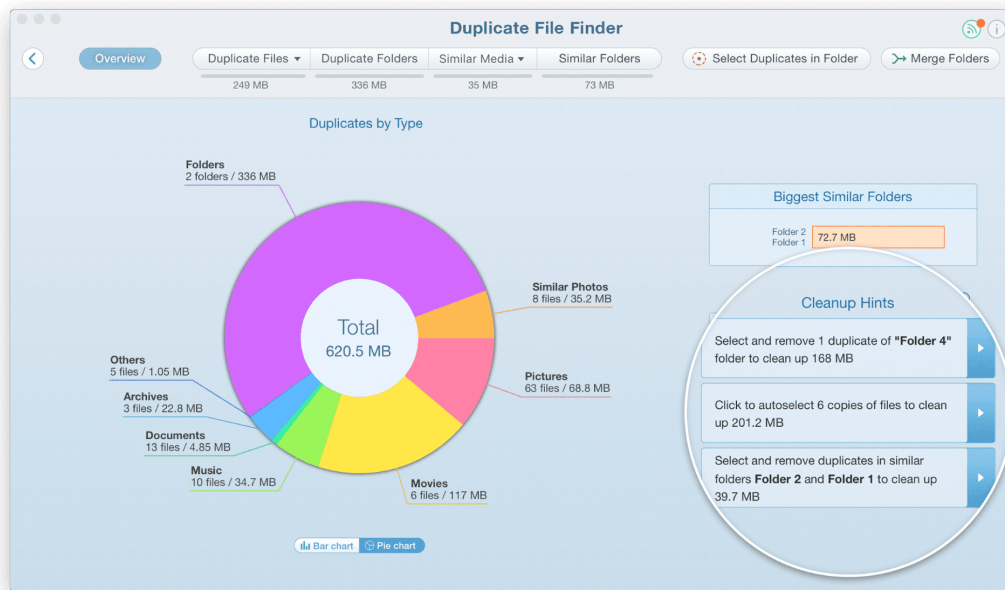 Duplicate File Finder
Overview
Duplicate Files
Duplicate Folders
Similar Media
Similar Folders
Select Duplicates in Folder
Merge Folders
249 MB
336 MB
35 MB
73 MB
Duplicates by Type
Folders
2 folders / 336 MB
Similar Photos
8 files / 35.2 MB
Total
620.5 MB
Others
5 files / 1.05 MB
Pictures
63 files / 68.8 MB
Archives
3 files / 22.8 MB
Documents
13 files / 4.85 MB
Music
10 files / 34.7 MB
Movies
6 files / 117 MB
Bar chart
Pie chart
Biggest Similar Folders
Folder 2
Folder 1
72.7 MB
Cleanup Hints
Select and remove 1 duplicate of "Folder 4"
folder to clean up 168 MB
Click to autoselect 6 copies of files to clean
up 201.2 MB
Select and remove duplicates in similar
folders Folder 2 and Folder 1 to clean up
39.7 MB